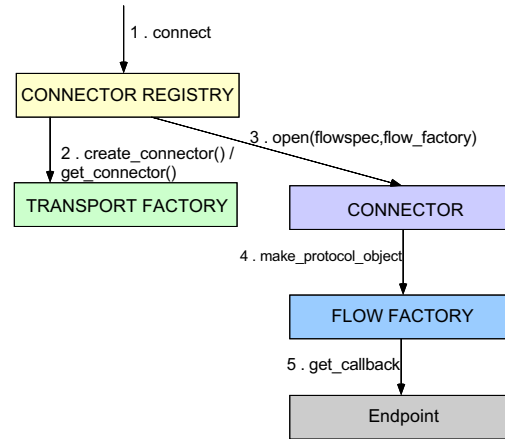 1 . connect
CONNECTOR REGISTRY
3 . open(flowspec,flow_factory)
2 . create_connector() /
get_connector()
TRANSPORT FACTORY
CONNECTOR
4 . make_protocol_object
FLOW FACTORY
5 . get_callback
Endpoint